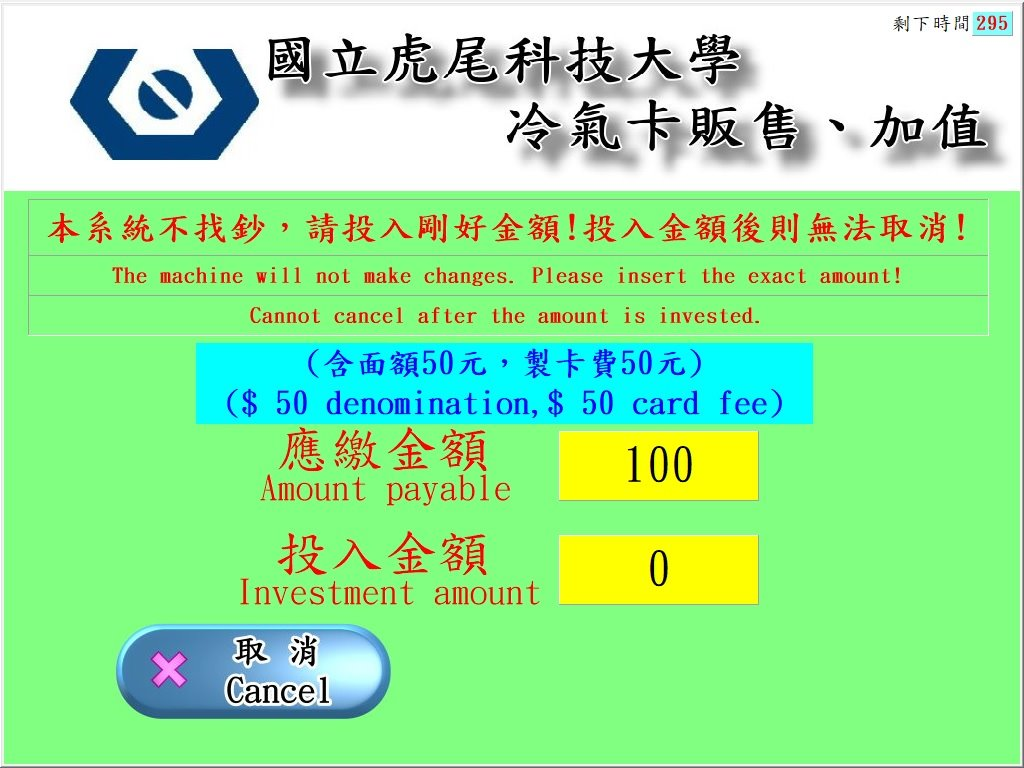 剩下時間 295
國立虎尾科技大學
冷氣卡販售、加值
本系統不找鈔，請投入剛好金額!投入金額後則無法取消!
The machine will not make changes. Please insert the exact amount!
Cannot cancel after the amount is invested.
(含面額50元，製卡費50元)
($ 50 denomination,$ 50 card fee)
應繳金額
Amount payable
100
投入金額
Investment amount
0
取 消
Cancel